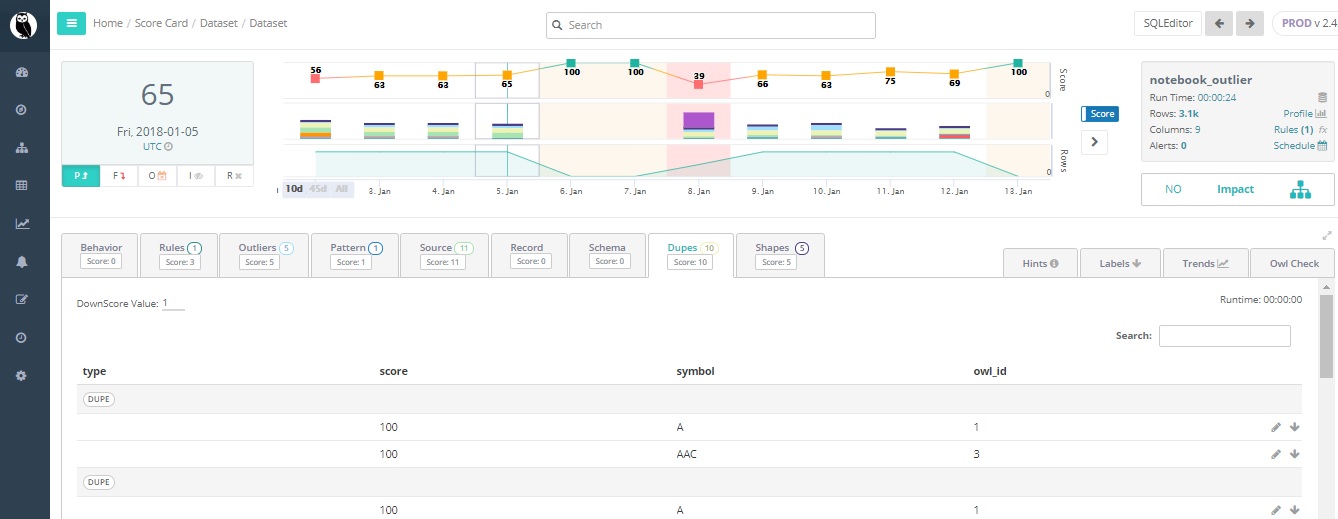 Home / Score Card / Dataset / Dataset
Search
SQLEditor
PROD v 2.4
65
Fri, 2018-01-05
UTC
P F O I R
56 63 63 65 100 100 39 66 63 75 69 100
Score
0
Rows
0
10d 45d All
3. Jan 4. Jan 5. Jan 6. Jan 7. Jan 8. Jan 9. Jan 10. Jan 11. Jan 12. Jan 13. Jan
Score
notebook_outlier
Run Time: 00:00:24
Rows: 3.1k Profile
Columns: 9 Rules (1) fx
Alerts: 0 Schedule
NO Impact
Behavior
Score: 0
Rules 1
Score: 3
Outliers 5
Score: 5
Pattern 1
Score: 1
Source 11
Score: 11
Record
Score: 0
Schema
Score: 0
Dupes 10
Score: 10
Shapes 5
Score: 5
Hints
Labels
Trends
Owl Check
DownScore Value: 1
Runtime: 00:00:00
Search:
type score symbol owl_id
DUPE
100 A 1
100 AAC 3
DUPE
100 A 1